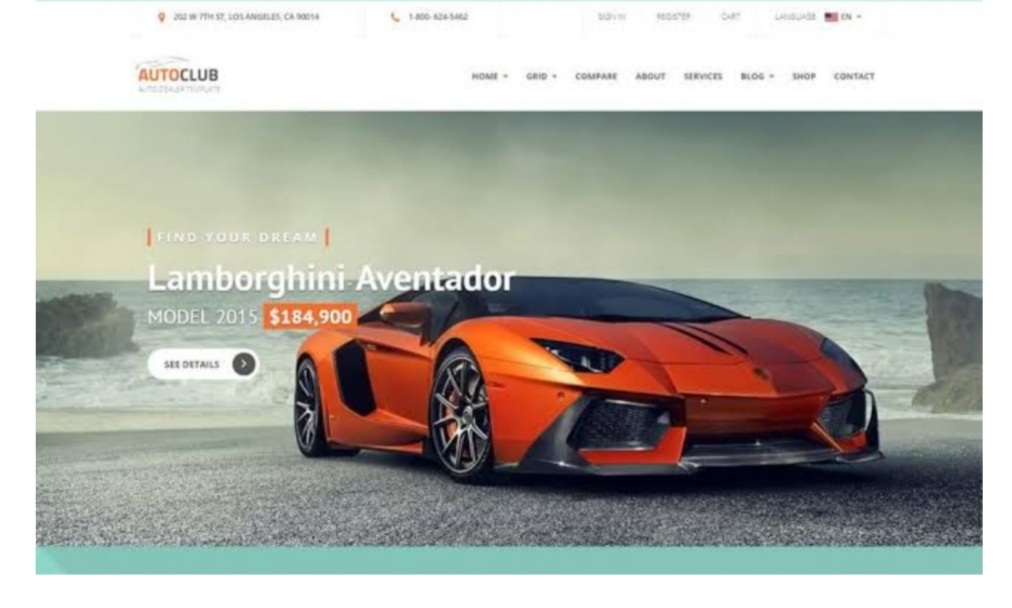 202 W 7TH ST, LOS ANGELES, CA 90014
1-800- 624-5462
SIGN IN
REGISTER
CART
LANGUAGE EN
AUTOCLUB
AUTO DEALER TEMPLATE
HOME GRID COMPARE ABOUT SERVICES BLOG SHOP CONTACT
FIND YOUR DREAM
Lamborghini Aventador
MODEL 2015 $184,900
SEE DETAILS